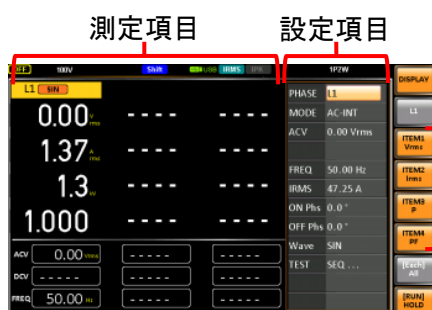 測定項目 設定項目
OFF 100V Shift USB IRMS IPK 1P2W
DISPLAY
L1 SIN
0.00 Vrms ---- ----
1.37 Arms ---- ----
1.3 W ---- ----
1.000 ---- ----
ACV 0.00 Vrms ----- -----
DCV ----- ----- -----
FREQ 50.00 Hz ----- -----
PHASE L1
MODE AC-INT
ACV 0.00 Vrms
FREQ 50.00 Hz
IRMS 47.25 A
ON Phs 0.0°
OFF Phs 0.0°
Wave SIN
TEST SEQ ...
L1
ITEM1
Vrms
ITEM2
Irms
ITEM3
P
ITEM4
PF
[Each]
All
[RUN]
HOLD